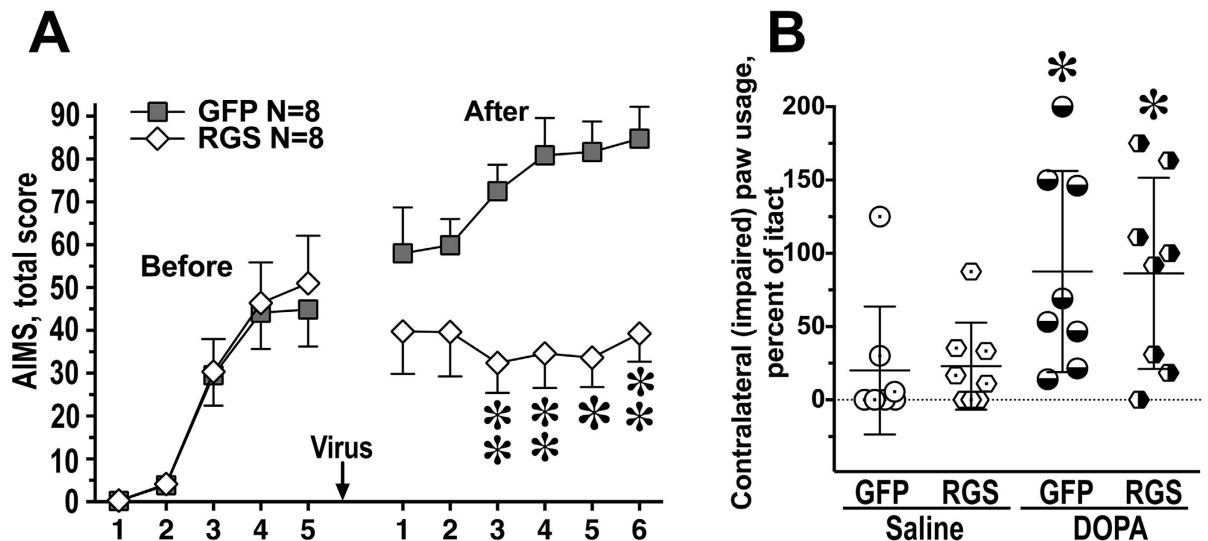 A
B
GFP N=8
RGS N=8
Before
After
Virus
AIMS, total score
90
80
70
60
50
40
30
20
10
0
1 2 3 4 5 1 2 3 4 5 6
* * * * * * *
* *
Contralateral (impaired) paw usage,
percent of itact
200
150
100
50
0
GFP RGS GFP RGS
Saline DOPA